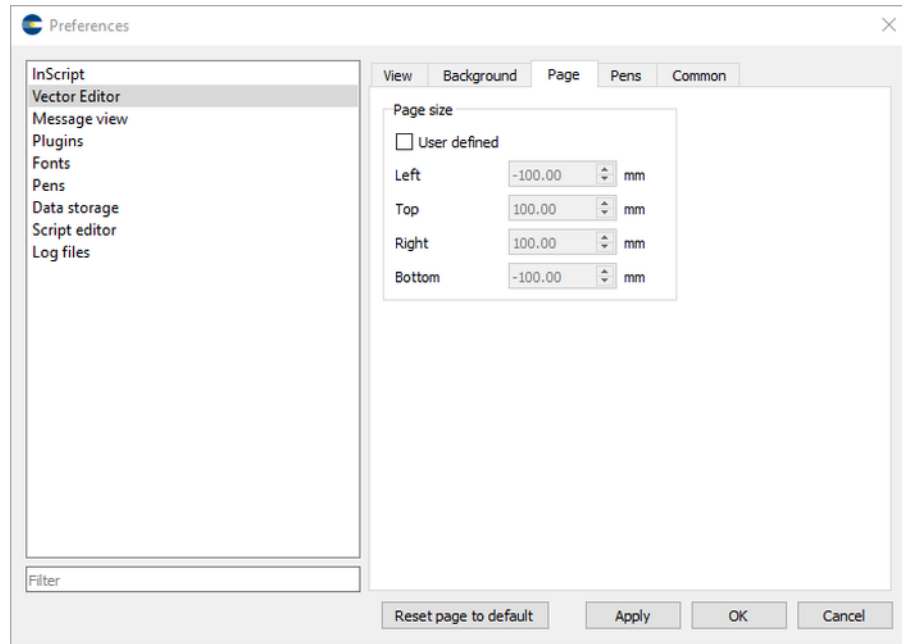 Preferences
InScript
Vector Editor
Message view
Plugins
Fonts
Pens
Data storage
Script editor
Log files
Filter
View Background Page Pens Common
Page size
User defined
Left -100.00 mm
Top 100.00 mm
Right 100.00 mm
Bottom -100.00 mm
Reset page to default Apply OK Cancel